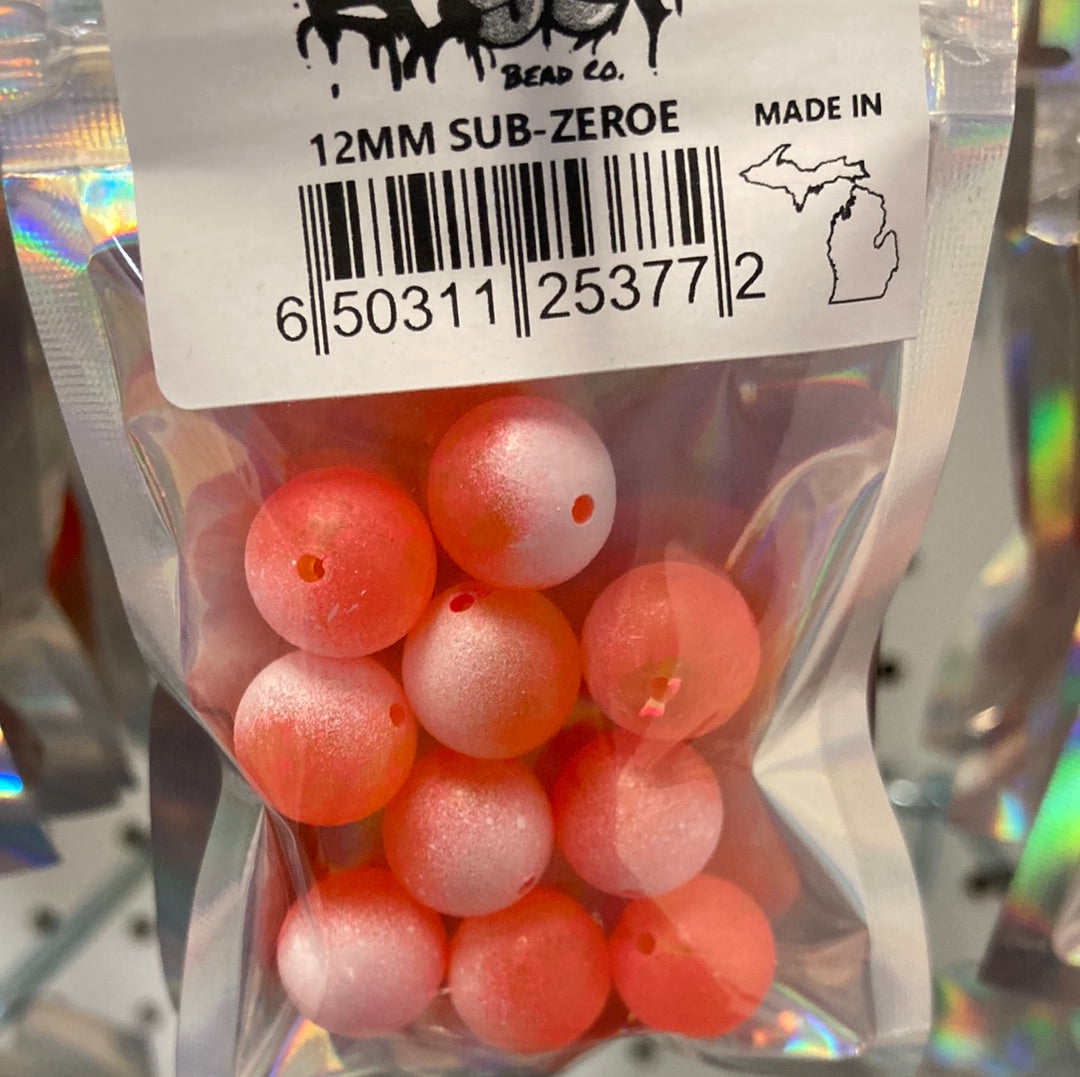 BEAD CO.
12MM SUB-ZEROE
MADE IN
6 50311 25377 2